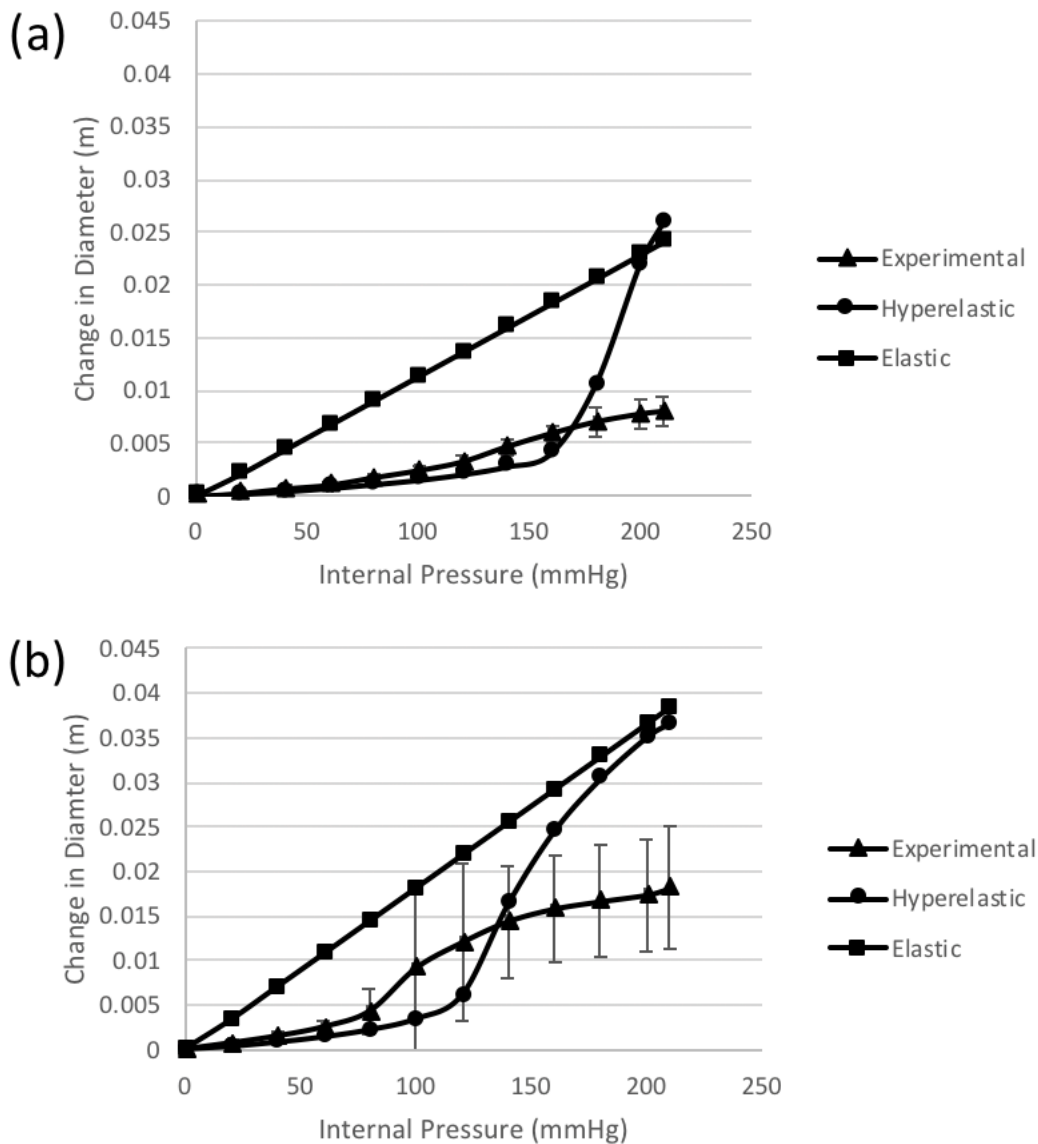 (a)
0.045
0.04
0.035
0.03
0.025
0.02
0.015
0.01
0.005
0
Change in Diameter (m)
0 50 100 150 200 250
Internal Pressure (mmHg)
Experimental
Hyperelastic
Elastic
(b)
0.045
0.04
0.035
0.03
0.025
0.02
0.015
0.01
0.005
0
Change in Diamter (m)
0 50 100 150 200 250
Internal Pressure (mmHg)
Experimental
Hyperelastic
Elastic